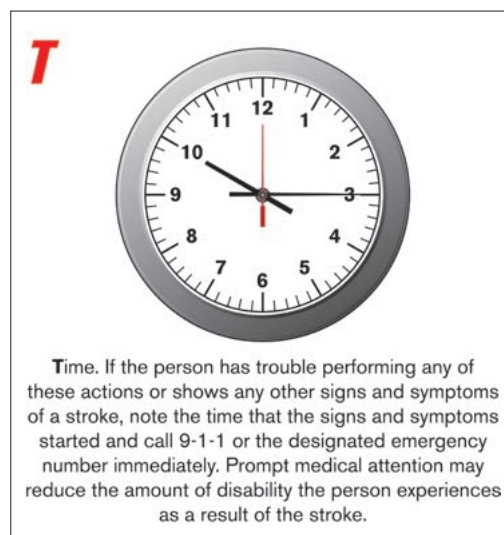 T
12
1
2
3
4
5
6
7
8
9
10
11
Time. If the person has trouble performing any of
these actions or shows any other signs and symptoms
of a stroke, note the time that the signs and symptoms
started and call 9-1-1 or the designated emergency
number immediately. Prompt medical attention may
reduce the amount of disability the person experiences
as a result of the stroke.